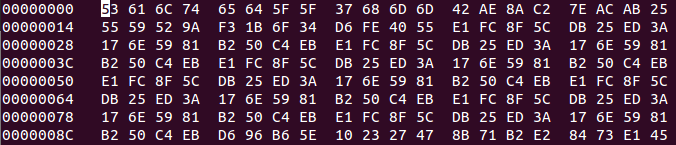 00000000 53 61 6C 74 65 64 5F 5F 37 68 6D 6D 42 AE 8A C2 7E AC AB 25
00000014 55 59 52 9A F3 1B 6F 34 D6 FE 40 55 E1 FC 8F 5C DB 25 ED 3A
00000028 17 6E 59 81 B2 50 C4 EB E1 FC 8F 5C DB 25 ED 3A 17 6E 59 81
0000003C B2 50 C4 EB E1 FC 8F 5C DB 25 ED 3A 17 6E 59 81 B2 50 C4 EB
00000050 E1 FC 8F 5C DB 25 ED 3A 17 6E 59 81 B2 50 C4 EB E1 FC 8F 5C
00000064 DB 25 ED 3A 17 6E 59 81 B2 50 C4 EB E1 FC 8F 5C DB 25 ED 3A
00000078 17 6E 59 81 B2 50 C4 EB E1 FC 8F 5C DB 25 ED 3A 17 6E 59 81
0000008C B2 50 C4 EB D6 96 B6 5E 10 23 27 47 8B 71 B2 E2 84 73 E1 45